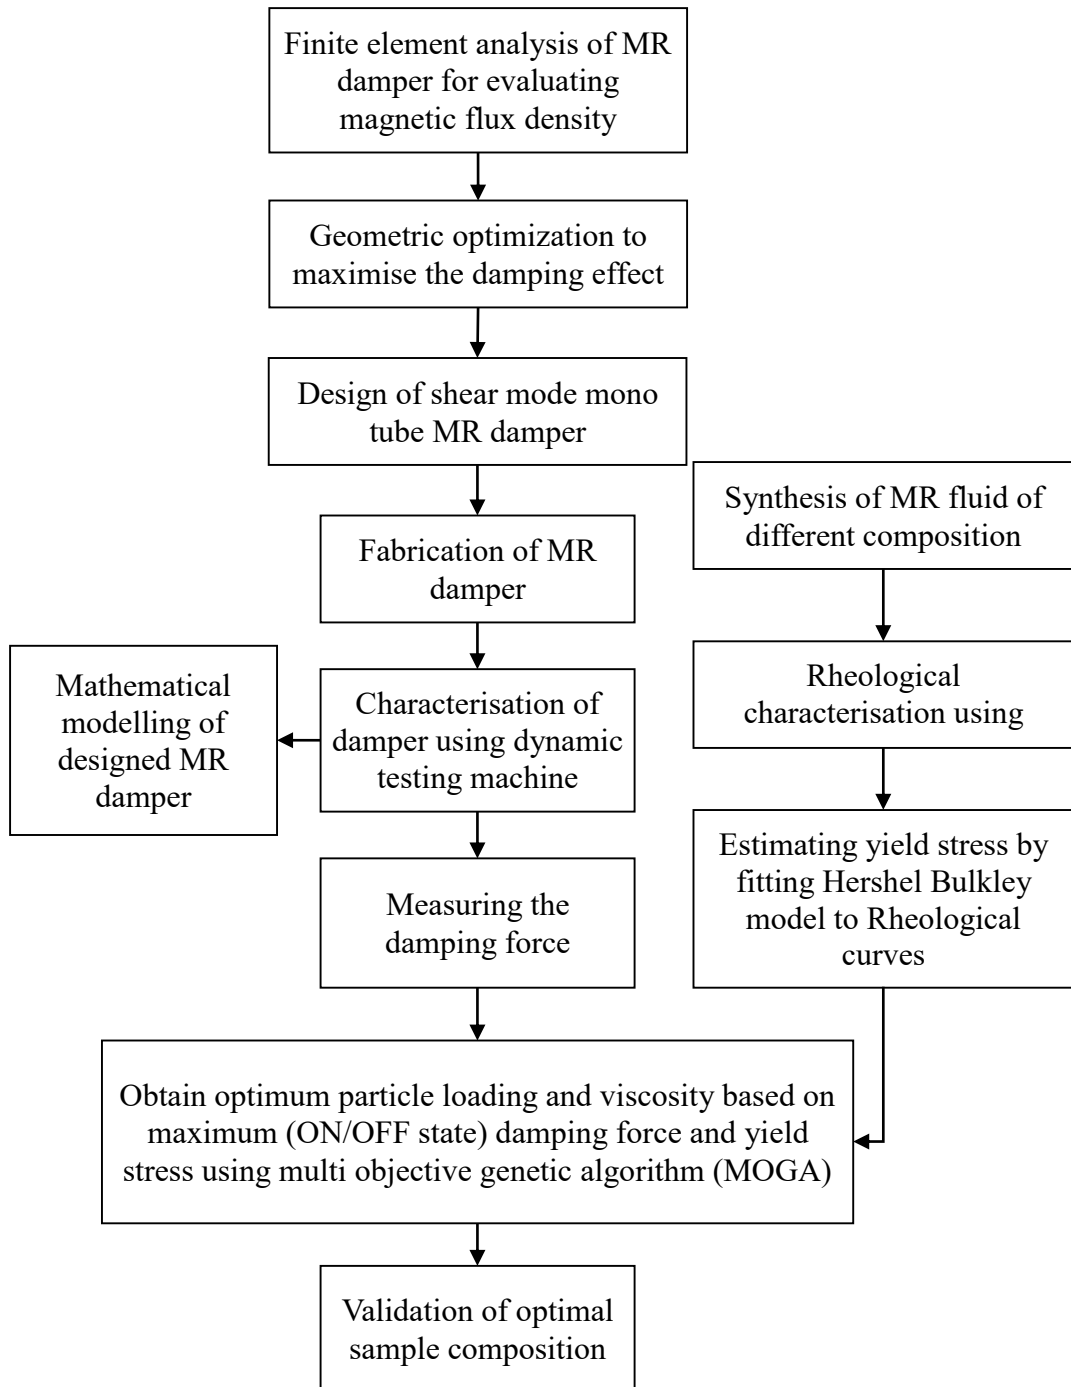 Finite element analysis of MR
damper for evaluating
magnetic flux density
Geometric optimization to
maximise the damping effect
Design of shear mode mono
tube MR damper
Synthesis of MR fluid of
different composition
Fabrication of MR
damper
Mathematical
modelling of
designed MR
damper
Characterisation of
damper using dynamic
testing machine
Rheological
characterisation using
Measuring the
damping force
Estimating yield stress by
fitting Hershel Bulkley
model to Rheological
curves
Obtain optimum particle loading and viscosity based on
maximum (ON/OFF state) damping force and yield
stress using multi objective genetic algorithm (MOGA)
Validation of optimal
sample composition